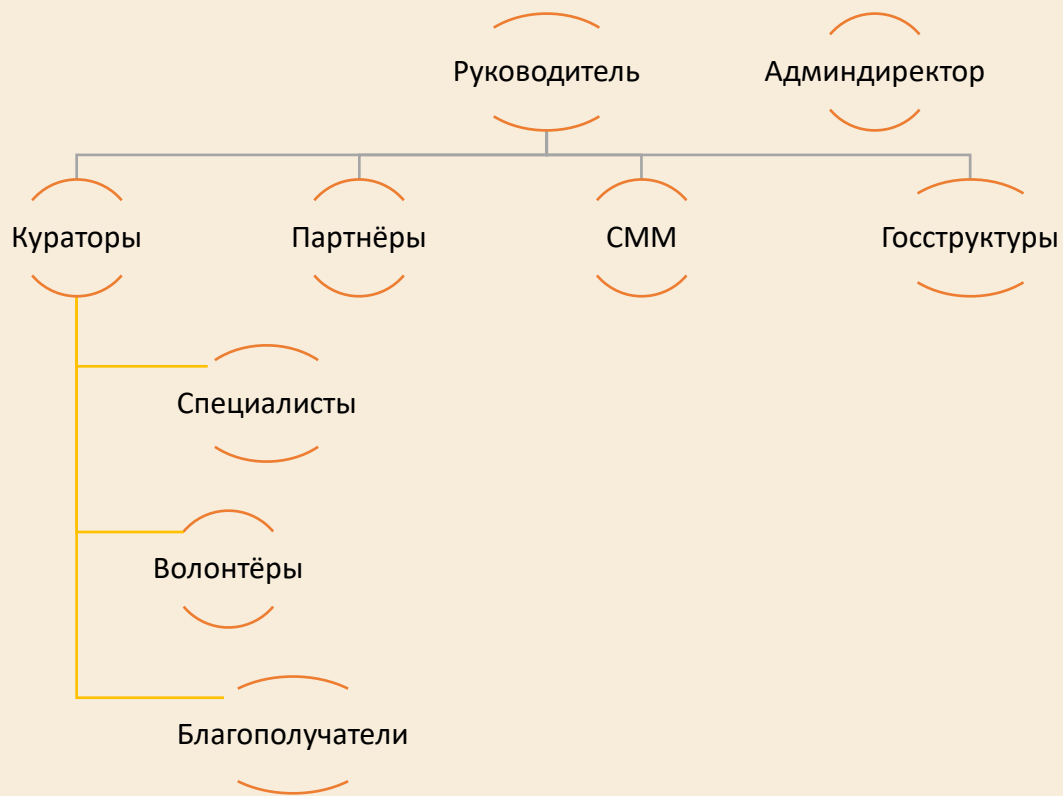 Руководитель
Админдиректор
Кураторы
Партнёры
СММ
Госструктуры
Специалисты
Волонтёры
Благополучатели